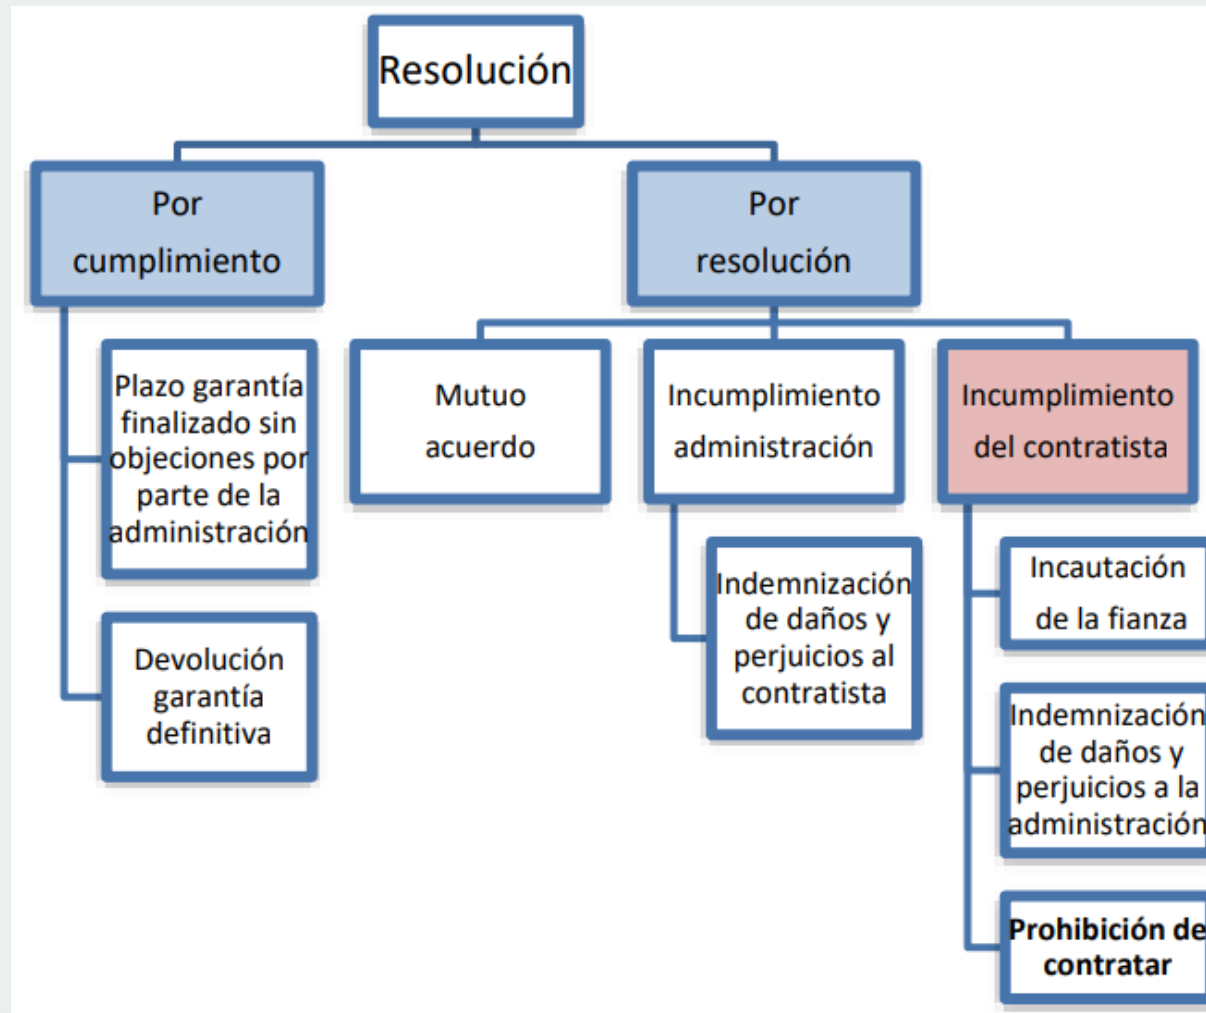 Resolución
Por
cumplimiento
Por
resolución
Plazo garantía
finalizado sin
objeciones por
parte de la
administración
Devolución
garantía
definitiva
Mutuo
acuerdo
Incumplimiento
administración
Indemnización
de daños y
perjuicios al
contratista
Incumplimiento
del contratista
Incautación
de la fianza
Indemnización
de daños y
perjuicios a la
administración
Prohibición de
contratar